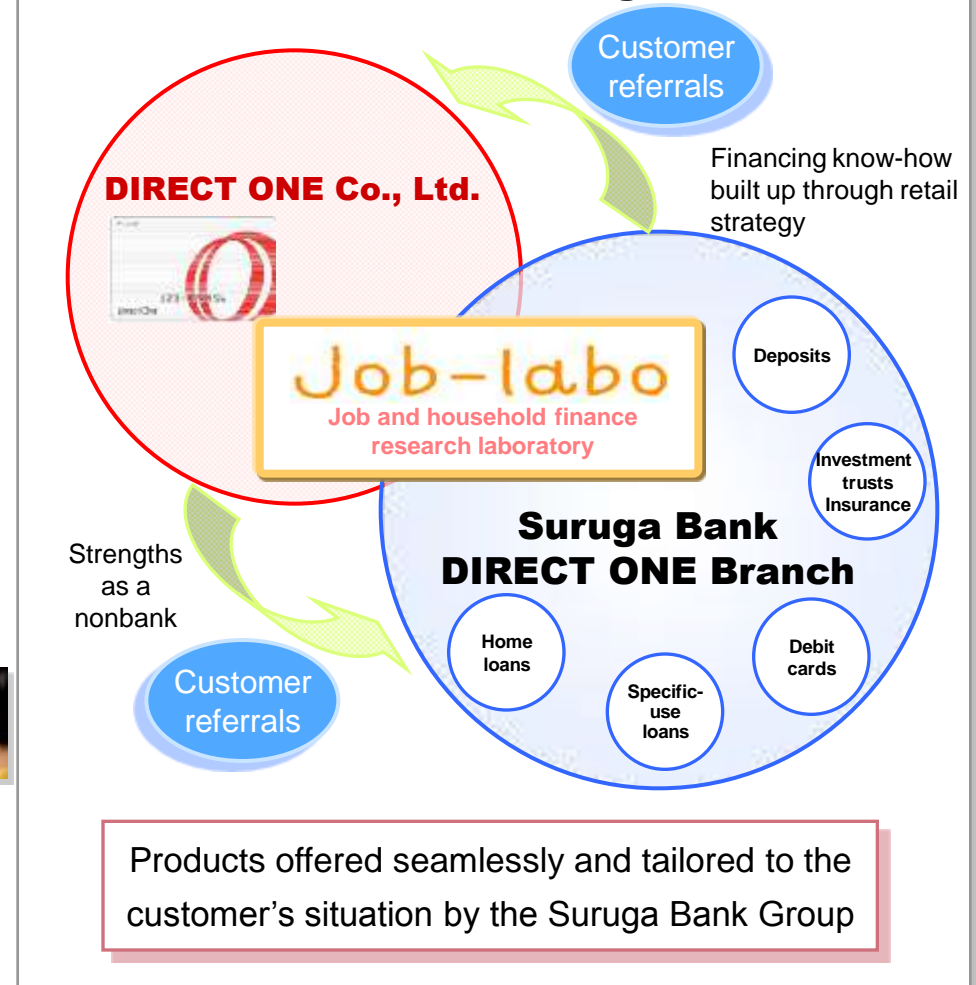 Customer
referrals
Financing know-how
built up through retail
strategy
DIRECT ONE Co., Ltd.
Job-labo
Job and household finance
research laboratory
Deposits
Investment
trusts
Insurance
Suruga Bank
DIRECT ONE Branch
Strengths
as a
nonbank
Home
loans
Debit
cards
Specific-
use
loans
Customer
referrals
Products offered seamlessly and tailored to the
customer's situation by the Suruga Bank Group